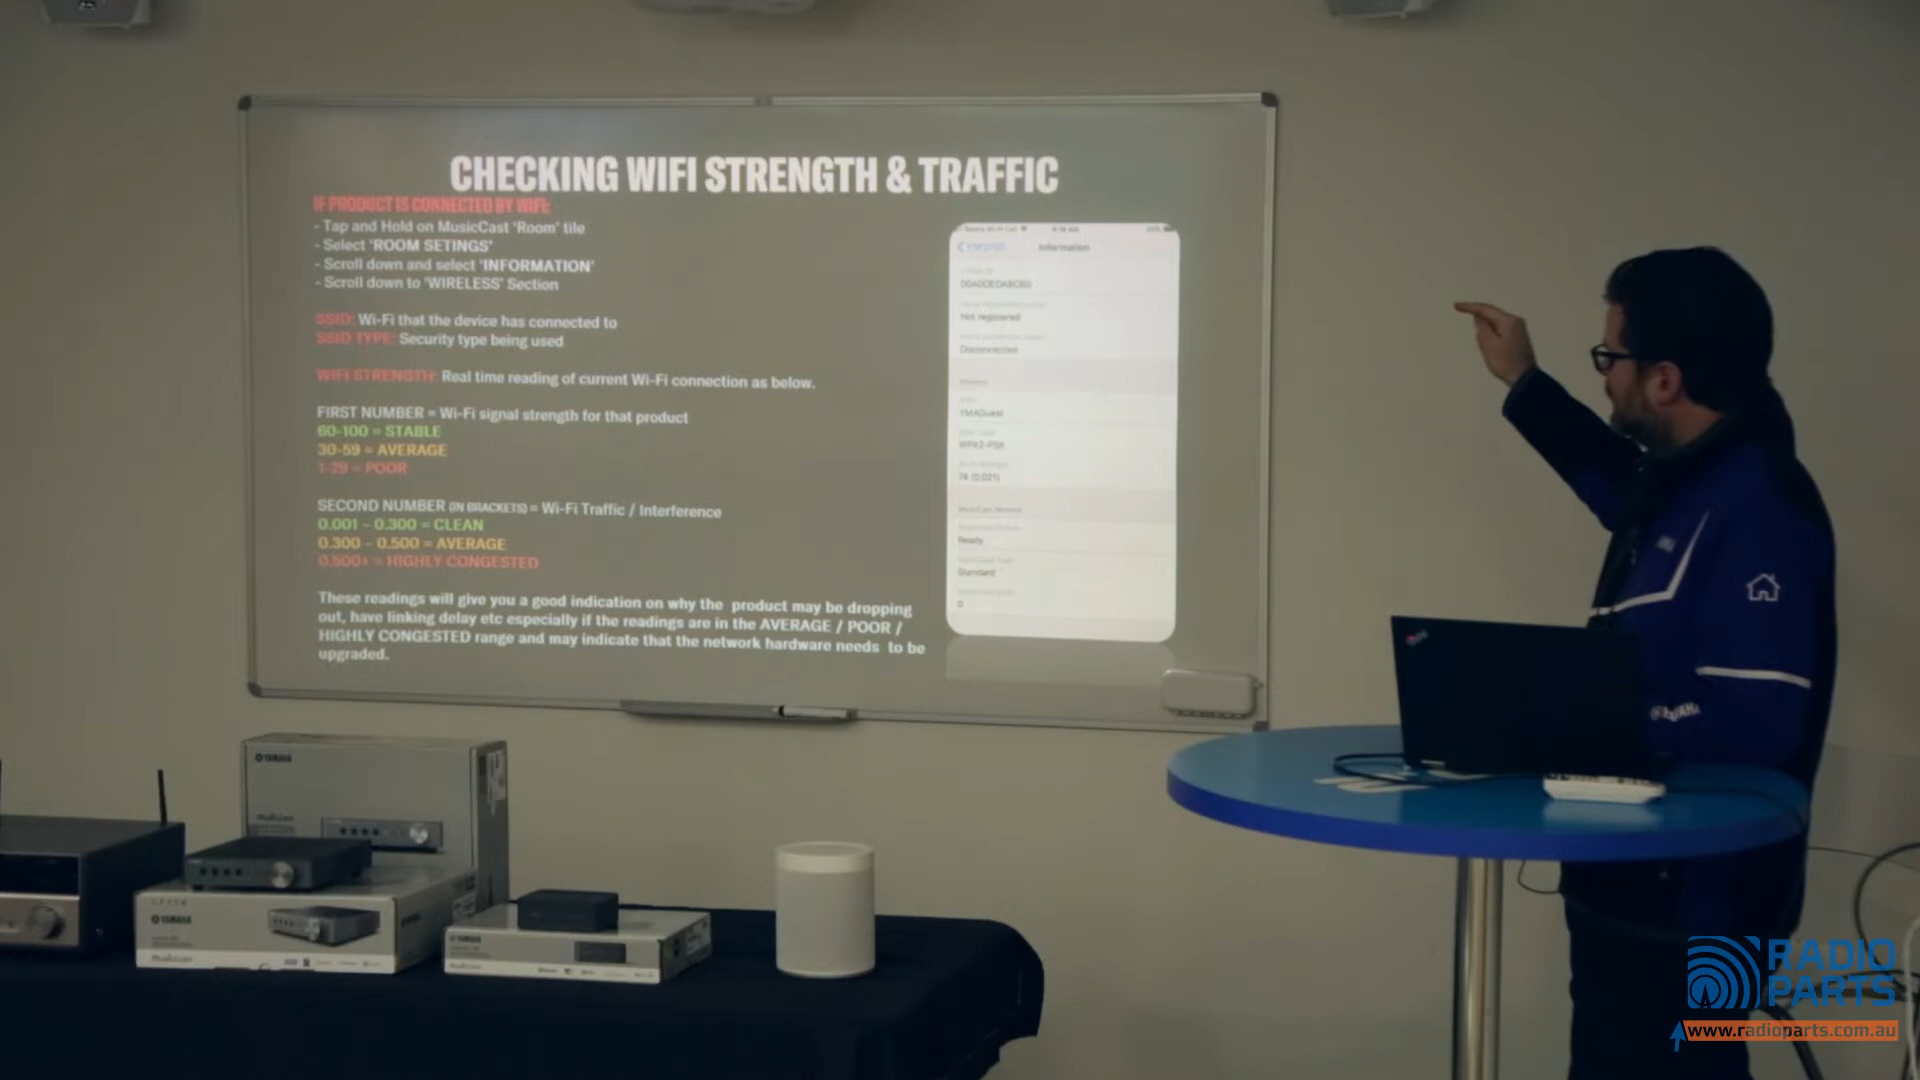 CHECKING WIFI STRENGTH & TRAFFIC
IF PRODUCT IS CONNECTED BY WIFI:
- Tap and Hold on MusicCast 'Room' tile
- Select 'ROOM SETINGS'
- Scroll down and select 'INFORMATION'
- Scroll down to 'WIRELESS' Section
SSID: Wi-Fi that the device has connected to
SSID TYPE: Security type being used
WIFI STRENGTH: Real time reading of current Wi-Fi connection as below.
FIRST NUMBER = Wi-Fi signal strength for that product
60-100 = STABLE
30-59 = AVERAGE
1-29 = POOR
SECOND NUMBER (IN BRACKETS) = Wi-Fi Traffic / Interference
0.001 - 0.300 = CLEAN
0.300 - 0.500 = AVERAGE
0.500+ = HIGHLY CONGESTED
These readings will give you a good indication on why the product may be dropping
out, have linking delay etc especially if the readings are in the AVERAGE / POOR /
HIGHLY CONGESTED range and may indicate that the network hardware needs to be
upgraded.
Information
Not registered
Disconnected
YMAGuest
WPA2-PSK
74 (0.021)
Ready
Standard
0
YAMAHA
YAMAHA
YAMAHA
YAMAHA
RADIO
PARTS
www.radioparts.com.au